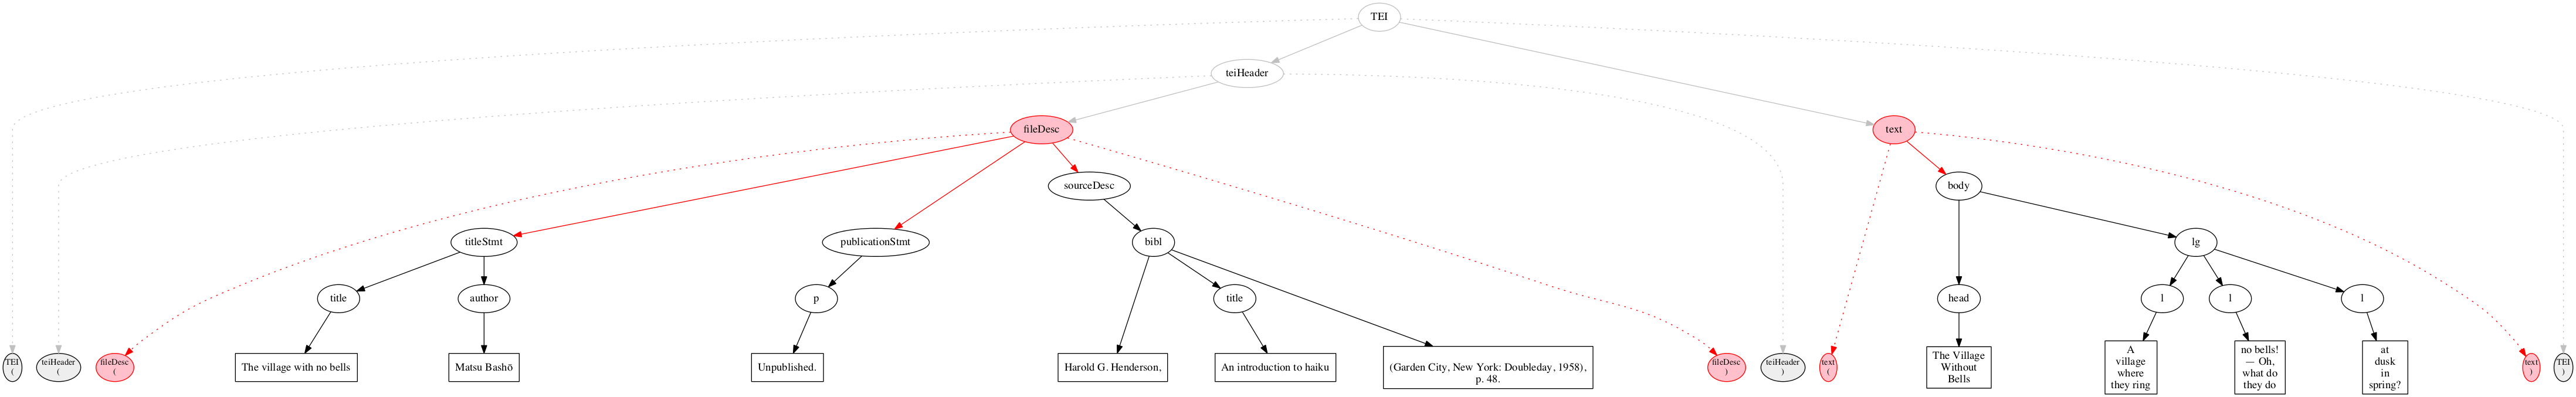 TEI
teiHeader
fileDesc
text
sourceDesc
body
titleStmt
publicationStmt
bibl
lg
title
author
p
title
head
l
l
l
TEI
(
teiHeader
(
fileDesc
(
The village with no bells
Matsu Bashō
Unpublished.
Harold G. Henderson,
An introduction to haiku
(Garden City, New York: Doubleday, 1958),
p. 48.
fileDesc
)
teiHeader
)
text
(
The Village
Without
Bells
A
village
where
they ring
no bells!
— Oh,
what do
they do
at
dusk
in
spring?
text
)
TEI
)